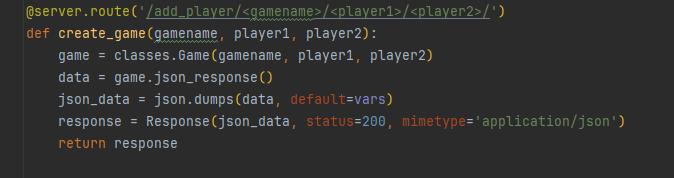 @server.route('/add_player/<gamename>/<player1>/<player2>/')
def create_game(gamename, player1, player2):
    game = classes.Game(gamename, player1, player2)
    data = game.json_response()
    json_data = json.dumps(data, default=vars)
    response = Response(json_data, status=200, mimetype='application/json')
    return response